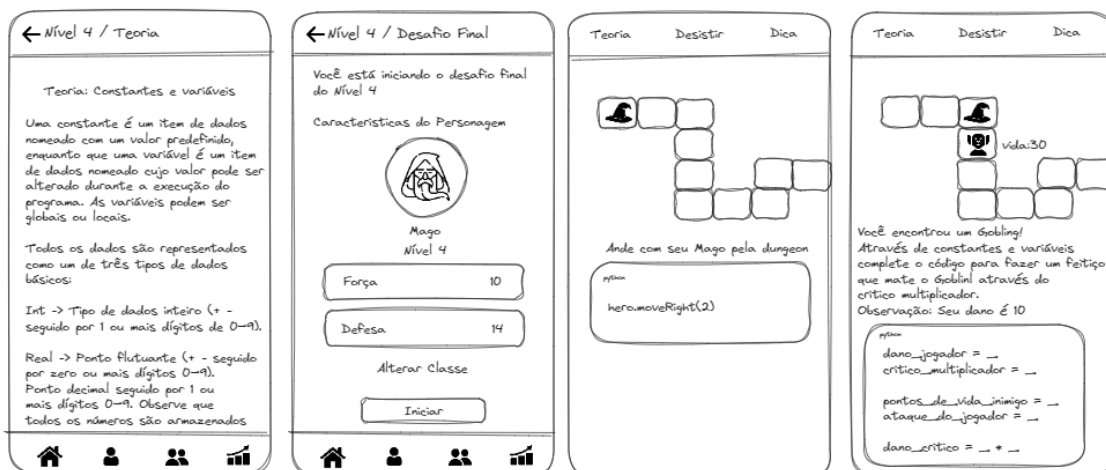 ← Nível 4 / Teoria
Teoria: Constantes e variáveis
Uma constante é um item de dados
nomeado com um valor predefinido,
enquanto que uma variável é um item
de dados nomeado cujo valor pode ser
alterado durante a execução do
programa. As variáveis podem ser
globais ou locais.
Todos os dados são representados
como um de três tipos de dados
básicos:
Int -> Tipo de dados inteiro (+ -
seguido por 1 ou mais dígitos de 0-9).
Real -> Ponto flutuante (+ - seguido
por zero ou mais dígitos 0-9).
Ponto decimal seguido por 1 ou
mais dígitos 0-9. Observe que
todos os números são armazenados
← Nível 4 / Desafio Final
Você está iniciando o desafio final
do Nível 4
Caracteristicas do Personagem
Mago
Nível 4
Força 10
Defesa 14
Alterar Classe
Iniciar
Teoria Desistir Dica
Ande com seu Mago pela dungeon
python
hero.moveRight(2)
Teoria Desistir Dica
vida:30
Você encontrou um Gobling!
Através de constantes e variáveis
complete o código para fazer um feitiço
que mate o Goblin! através do
crítico multiplicador.
Observação: Seu dano é 10
python
dano_jogador = _
critico_multiplicador = _
pontos_de_vida_inimigo = _
ataque_do_jogador = _
dano_critico = _ * _